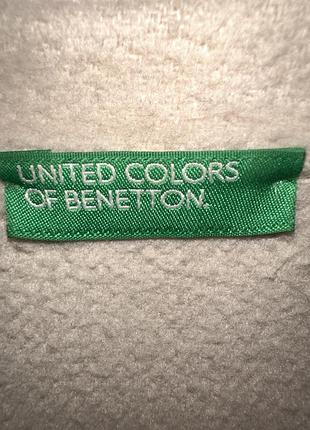 UNITED COLORS
OF BENETTON.